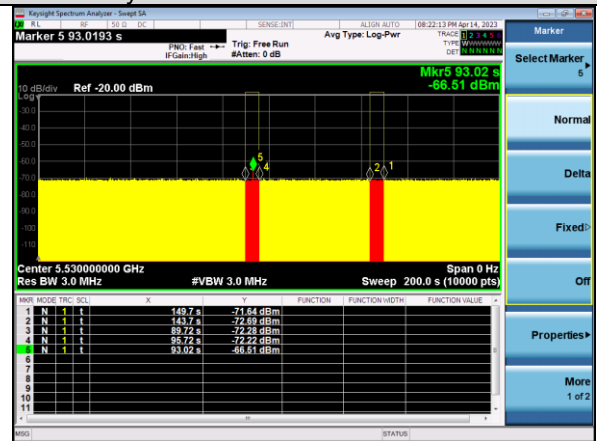 Keysight Spectrum Analyzer - Swept SA
RL RF 50 Ω DC SENSE:INT ALIGN AUTO 08:22:13 PM Apr 14, 2023
Marker 5 93.0193 s
PNO: Fast
IFGain:High
Trig: Free Run
#Atten: 0 dB
Avg Type: Log-Pwr
TRACE 1 2 3 4 5 6
TYPE WWWWWW
DET NNNNNN
Mkr5 93.02 s
-66.51 dBm
10 dB/div Ref -20.00 dBm
Log
-30.0
-40.0
-50.0
-60.0
-70.0
-80.0
-90.0
-100
-110
5
4
2
1
Center 5.530000000 GHz Span 0 Hz
Res BW 3.0 MHz #VBW 3.0 MHz Sweep 200.0 s (10000 pts)
MKR MODE TRC SCL X Y FUNCTION FUNCTION WIDTH FUNCTION VALUE
1 N 1 t 149.7 s -71.64 dBm
2 N 1 t 143.7 s -72.69 dBm
3 N 1 t 89.72 s -72.28 dBm
4 N 1 t 95.72 s -72.22 dBm
5 N 1 t 93.02 s -66.51 dBm
6
7
8
9
10
11
MSG STATUS
Marker
Select Marker
5
Normal
Delta
Fixed
Off
Properties
More
1 of 2